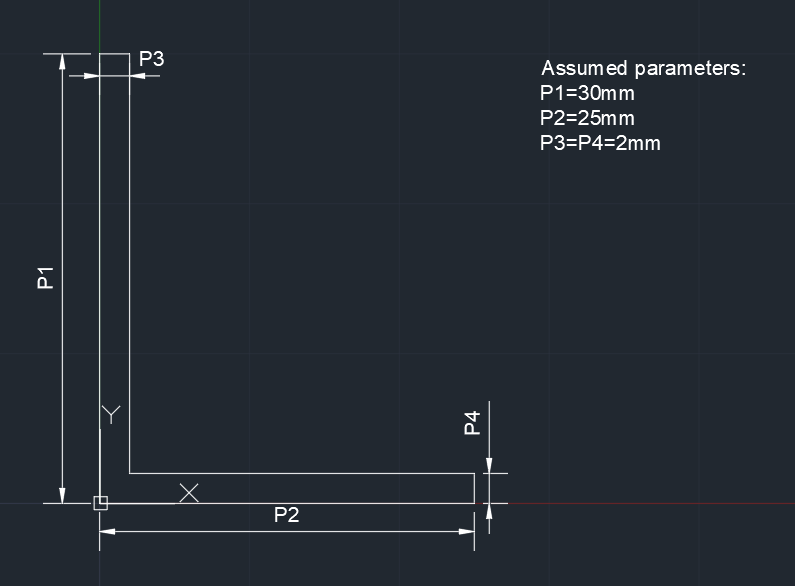 P3
Assumed parameters:
P1=30mm
P2=25mm
P3=P4=2mm
P1
Y
P4
X
P2